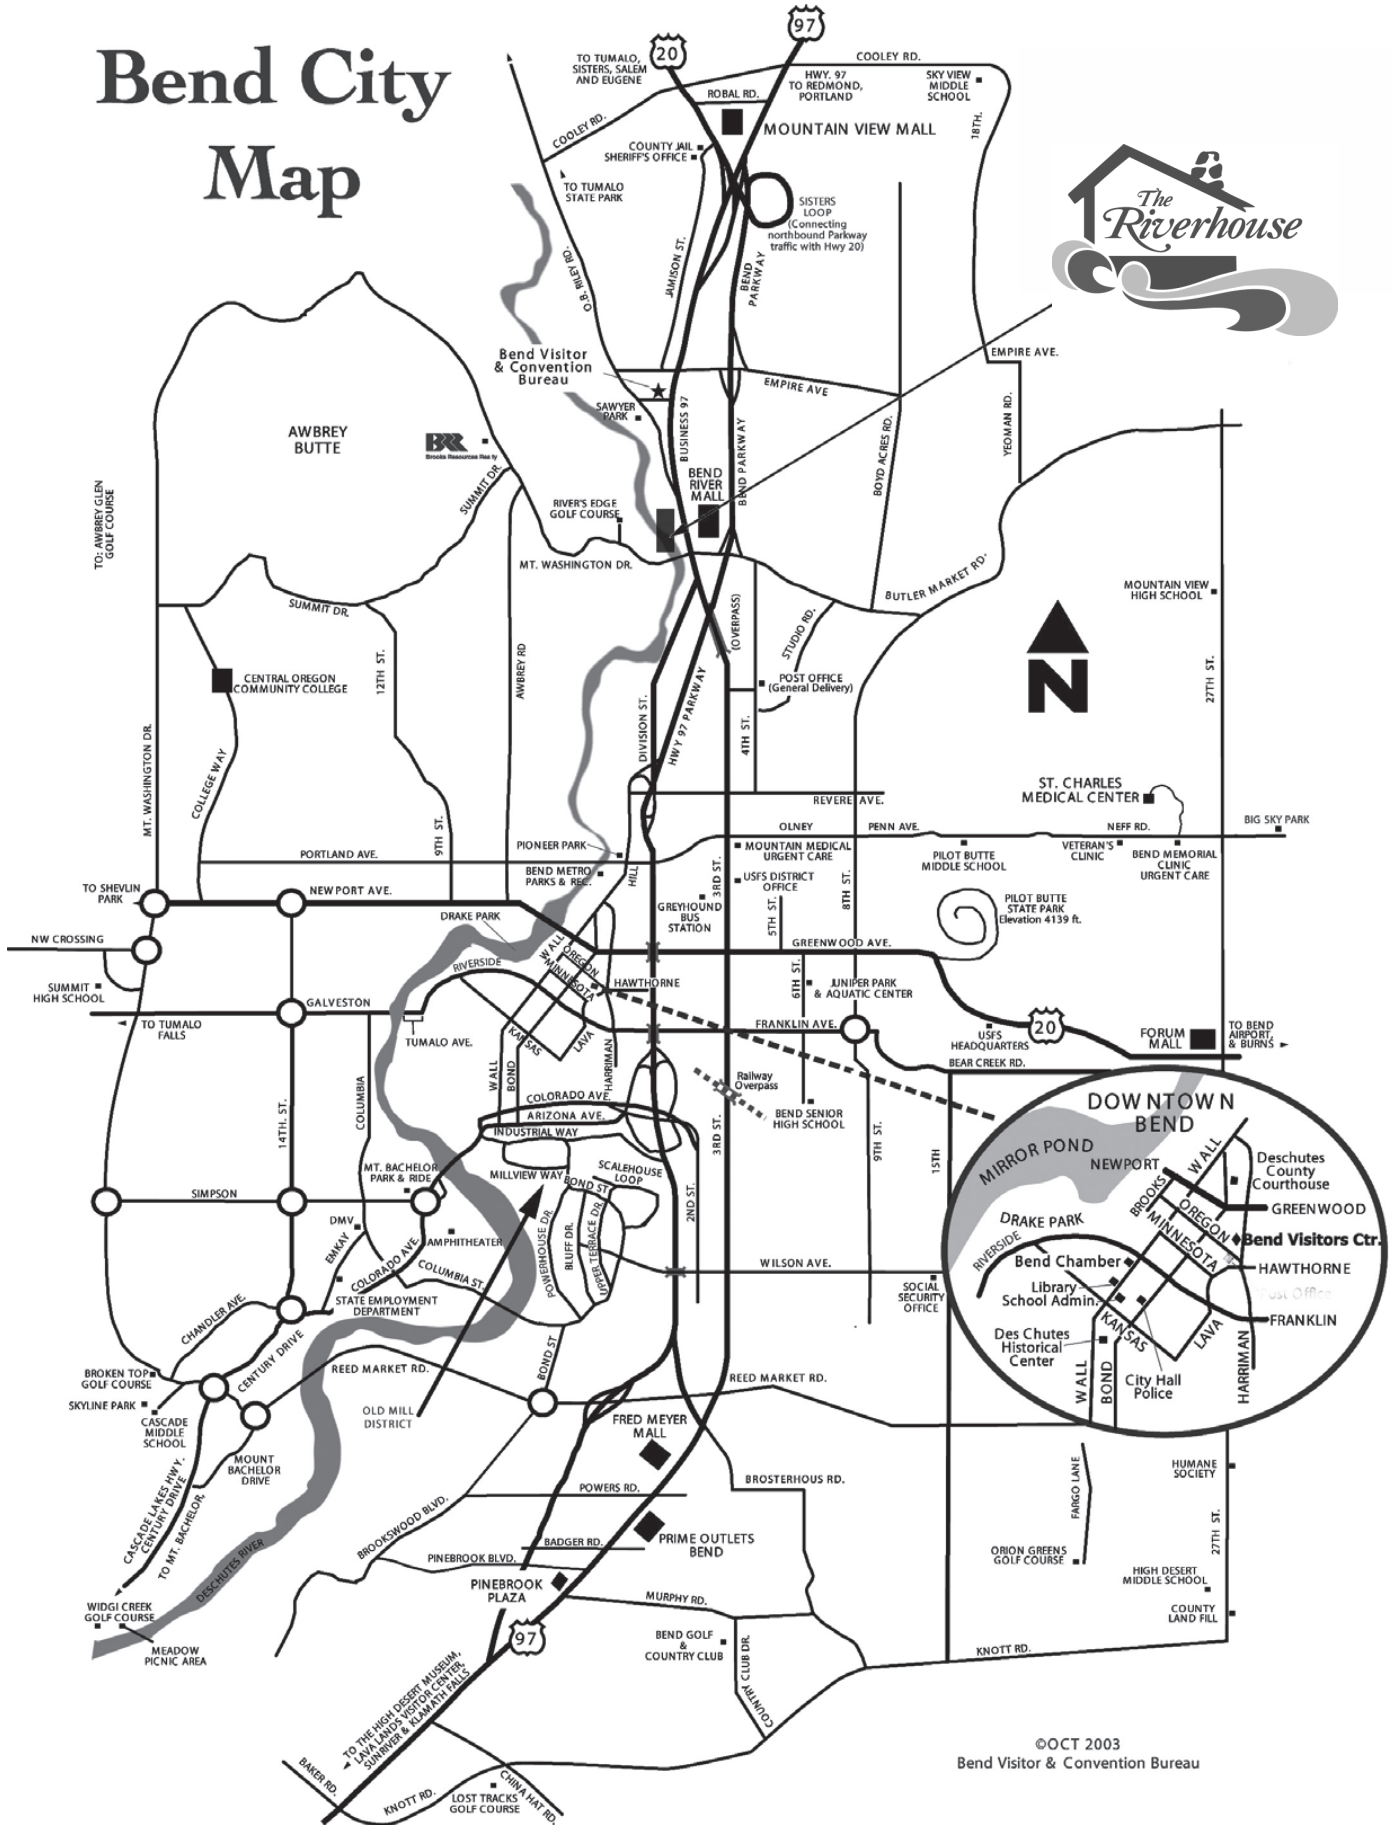 Bend City
Map
97
20
TO TUMALO,
SISTERS, SALEM
AND EUGENE
COOLEY RD.
ROBAL RD.
HWY. 97
TO REDMOND,
PORTLAND
SKY VIEW
MIDDLE
SCHOOL
18TH.
COOLEY RD.
MOUNTAIN VIEW MALL
COUNTY JAIL
SHERIFF'S OFFICE
TO TUMALO
STATE PARK
SISTERS
LOOP
(Connecting
northbound Parkway
traffic with Hwy 20)
The
Riverhouse
O.B. RILEY RD.
JAMISON ST.
BEND
PARKWAY
Bend Visitor
& Convention
Bureau
EMPIRE AVE.
EMPIRE AVE
SAWYER
PARK
BUSINESS 97
BEND PARKWAY
BOYD ACRES RD.
YEOMAN RD.
AWBREY
BUTTE
BRR
Brooks Resources Realty
SUMMIT DR.
BEND
RIVER
MALL
TO: AWBREY GLEN
GOLF COURSE
RIVER'S EDGE
GOLF COURSE
MT. WASHINGTON DR.
BUTLER MARKET RD.
MOUNTAIN VIEW
HIGH SCHOOL
SUMMIT DR.
(OVERPASS)
STUDIO RD.
N
27TH ST.
CENTRAL OREGON
COMMUNITY COLLEGE
12TH ST.
AWBREY RD
POST OFFICE
(General Delivery)
DIVISION ST.
HWY 97 PARKWAY
4TH ST.
MT. WASHINGTON DR.
COLLEGE WAY
9TH ST.
ST. CHARLES
MEDICAL CENTER
REVERE AVE.
OLNEY
PENN AVE.
NEFF RD.
BIG SKY PARK
PORTLAND AVE.
PIONEER PARK
BEND METRO
PARKS & REC.
HILL
MOUNTAIN MEDICAL
URGENT CARE
3RD ST.
USFS DISTRICT
OFFICE
PILOT BUTTE
MIDDLE SCHOOL
VETERAN'S
CLINIC
BEND MEMORIAL
CLINIC
URGENT CARE
TO SHEVLIN
PARK
NEWPORT AVE.
8TH ST.
5TH ST.
GREYHOUND
BUS
STATION
PILOT BUTTE
STATE PARK
Elevation 4139 ft.
DRAKE PARK
NW CROSSING
WALL
OREGON
MINNESOTA
GREENWOOD AVE.
RIVERSIDE
HAWTHORNE
6TH ST.
JUNIPER PARK
& AQUATIC CENTER
SUMMIT
HIGH SCHOOL
GALVESTON
TO TUMALO
FALLS
TUMALO AVE.
KANSAS
LAVA
FRANKLIN AVE.
USFS
HEADQUARTERS
20
FORUM
MALL
TO BEND
AIRPORT,
& BURNS
BEAR CREEK RD.
WALL
BOND
HARRIMAN
Railway
Overpass
COLUMBIA
14TH. ST.
COLORADO AVE.
ARIZONA AVE.
INDUSTRIAL WAY
BEND SENIOR
HIGH SCHOOL
3RD ST.
9TH ST.
15TH
DOWNTOWN
BEND
MIRROR POND
NEWPORT
WALL
Deschutes
County
Courthouse
BROOKS
OREGON
GREENWOOD
MINNESOTA
Bend Visitors Ctr.
DRAKE PARK
RIVERSIDE
Bend Chamber
HAWTHORNE
Library
School Admin.
Post Office
FRANKLIN
KANSAS
LAVA
Des Chutes
Historical
Center
HARRIMAN
City Hall
Police
WALL
BOND
MT. BACHELOR
PARK & RIDE
MILLVIEW WAY
SCALEHOUSE
LOOP
BOND ST
SIMPSON
2ND ST.
DMV
EMKAY
AMPHITHEATER
COLORADO AVE.
POWERHOUSE DR.
BLUFF DR.
UPPER TERRACE DR.
COLUMBIA ST.
WILSON AVE.
SOCIAL
SECURITY
OFFICE
STATE EMPLOYMENT
DEPARTMENT
CHANDLER AVE.
CENTURY DRIVE
BOND ST
BROKEN TOP
GOLF COURSE
REED MARKET RD.
REED MARKET RD.
SKYLINE PARK
CASCADE
MIDDLE
SCHOOL
OLD MILL
DISTRICT
FRED MEYER
MALL
MOUNT
BACHELOR
DRIVE
BROSTERHOUS RD.
POWERS RD.
FARGO LANE
HUMANE
SOCIETY
CASCADE LAKES HWY.
CENTURY DRIVE
TO MT. BACHELOR,
BROOKSWOOD BLVD.
27TH ST.
BADGER RD.
PRIME OUTLETS
BEND
PINEBROOK BLVD.
ORION GREENS
GOLF COURSE
DESCHUTES RIVER
PINEBROOK
PLAZA
MURPHY RD.
HIGH DESERT
MIDDLE SCHOOL
WIDGI CREEK
GOLF COURSE
COUNTY
LAND FILL
97
BEND GOLF
&
COUNTRY CLUB
COUNTRY CLUB DR.
KNOTT RD.
MEADOW
PICNIC AREA
TO THE HIGH DESERT MUSEUM,
LAVA LANDS VISITOR CENTER,
SUNRIVER & KLAMATH FALLS
©OCT 2003
Bend Visitor & Convention Bureau
BAKER RD.
KNOTT RD.
LOST TRACKS
GOLF COURSE
CHINA HAT RD.